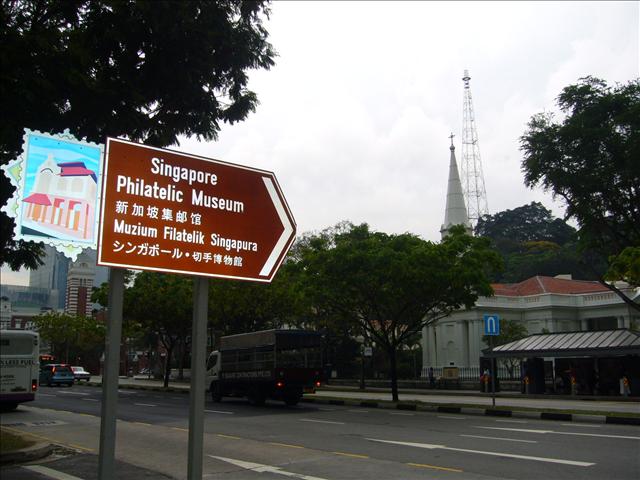 Singapore
Philatelic Museum
新加坡集邮馆
Muzium Filatelik Singapura
シンガポール・切手博物館